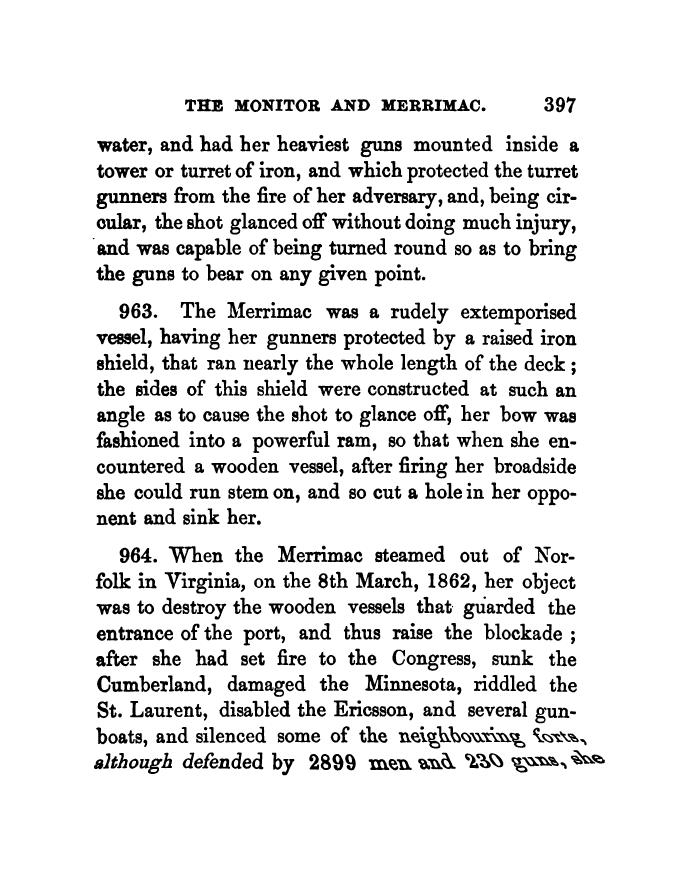 THE MONITOR AND MERRIMAC. 397
water, and had her heaviest guns mounted inside a
tower or turret of iron, and which protected the turret
gunners from the fire of her adversary, and, being cir-
cular, the shot glanced off without doing much injury,
and was capable of being turned round so as to bring
the guns to bear on any given point.
963. The Merrimac was a rudely extemporised
vessel, having her gunners protected by a raised iron
shield, that ran nearly the whole length of the deck ;
the sides of this shield were constructed at such an
angle as to cause the shot to glance off, her bow was
fashioned into a powerful ram, so that when she en-
countered a wooden vessel, after firing her broadside
she could run stem on, and so cut a hole in her oppo-
nent and sink her.
964. When the Merrimac steamed out of Nor-
folk in Virginia, on the 8th March, 1862, her object
was to destroy the wooden vessels that guarded the
entrance of the port, and thus raise the blockade ;
after she had set fire to the Congress, sunk the
Cumberland, damaged the Minnesota, riddled the
St. Laurent, disabled the Ericsson, and several gun-
boats, and silenced some of the neighbouring forts,
although defended by 2899 men and 230 guns, she